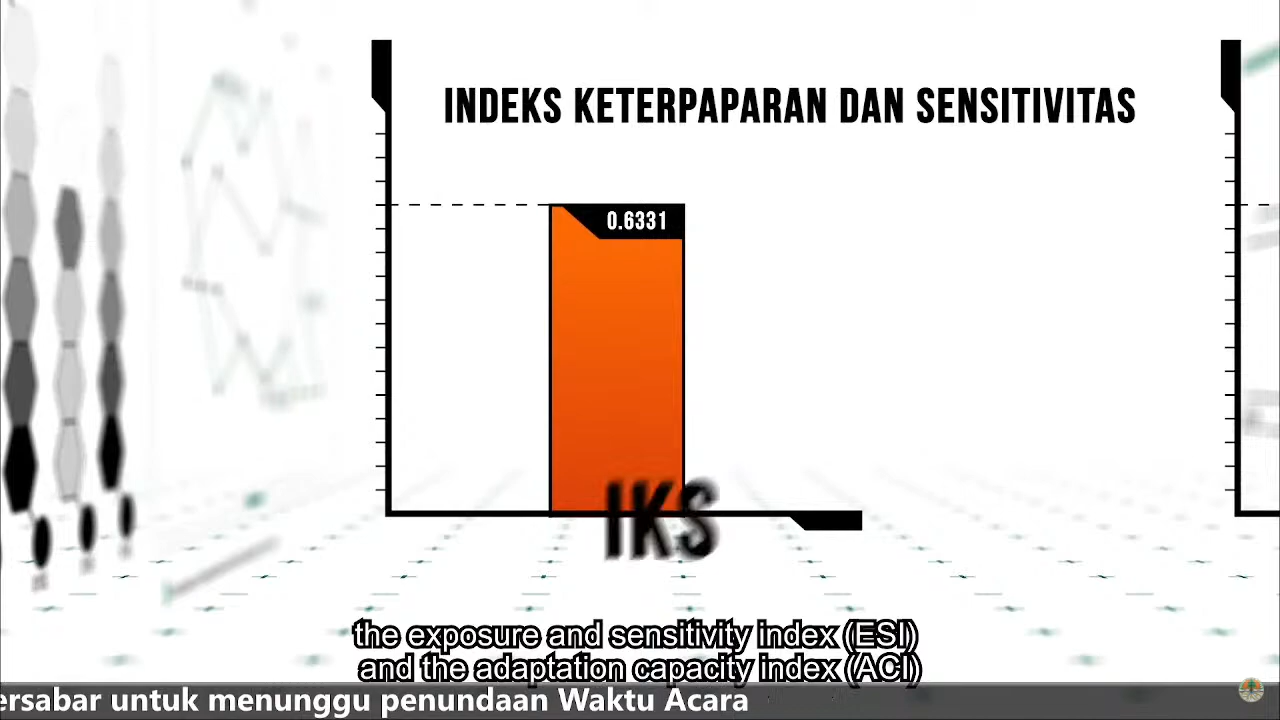 INDEKS KETERPAPARAN DAN SENSITIVITAS
0.6331
IKS
the exposure and sensitivity index (ESI)
and the adaptation capacity index (ACI)
untuk menunggu penundaan Waktu Acara